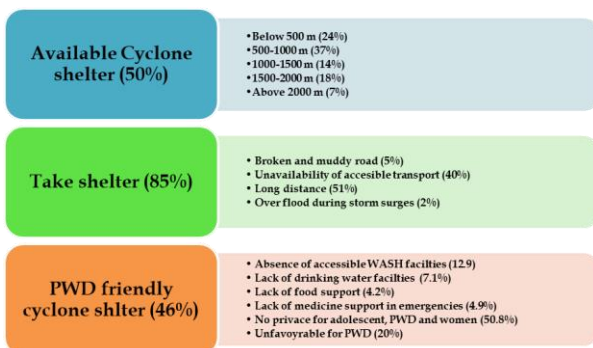 Available Cyclone
shelter (50%)
•Below 500 m (24%)
•500-1000 m (37%)
•1000-1500 m (14%)
•1500-2000 m (18%)
•Above 2000 m (7%)
Take shelter (85%)
• Broken and muddy road (5%)
• Unavailability of accesible transport (40%)
• Long distance (51%)
• Over flood during storm surges (2%)
PWD friendly
cyclone shlter (46%)
• Absence of accessible WASH facilties (12.9)
• Lack of drinking water facilties (7.1%)
• Lack of food support (4.2%)
• Lack of medicine support in emergencies (4.9%)
• No privace for adolescent, PWD and women (50.8%)
• Unfavoyrable for PWD (20%)